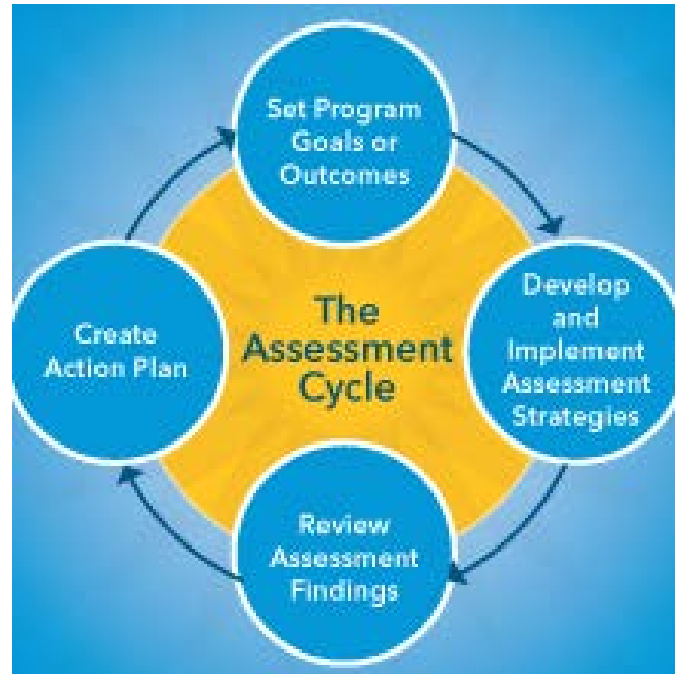 Set Program
Goals or
Outcomes
Develop
and
Implement
Assessment
Strategies
The
Assessment
Cycle
Create
Action Plan
Review
Assessment
Findings